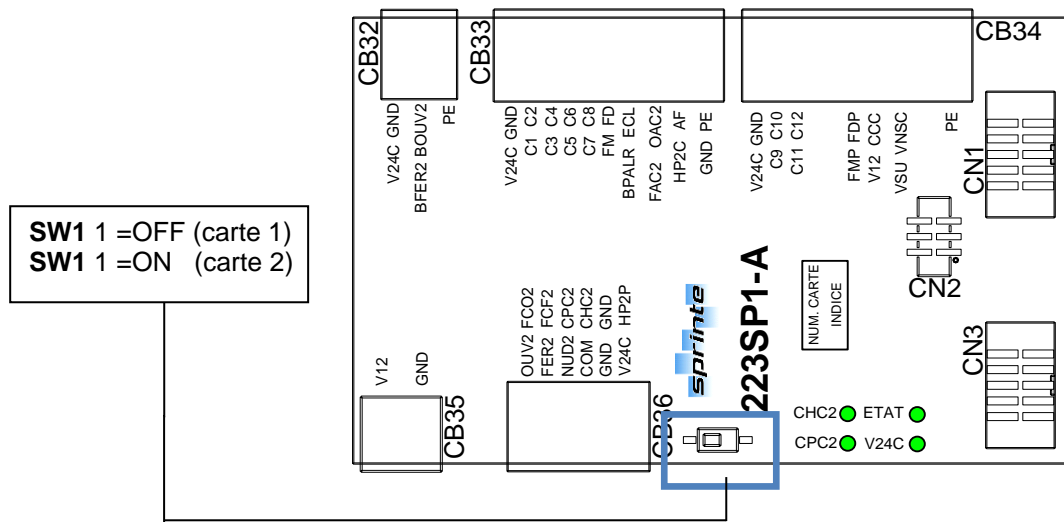 CB32
CB33
CB34
V24C GND
BFER2 BOUV2
PE
V24C GND
C1 C2
C3 C4
C5 C6
C7 C8
FM FD
BPALR ECL
FAC2 OAC2
HP2C AF
GND PE
V24C GND
C9 C10
C11 C12
FMP FDP
V12 CCC
VSU VNSC
PE
CN1
SW1 1 =OFF (carte 1)
SW1 1 =ON (carte 2)
CN2
NUM. CARTE
INDICE
223SP1-A
sprinte
OUV2 FCO2
FER2 FCF2
NUD2 CPC2
COM CHC2
GND GND
V24C HP2P
V12
GND
CB35
CB36
CN3
CHC2 ETAT
CPC2 V24C